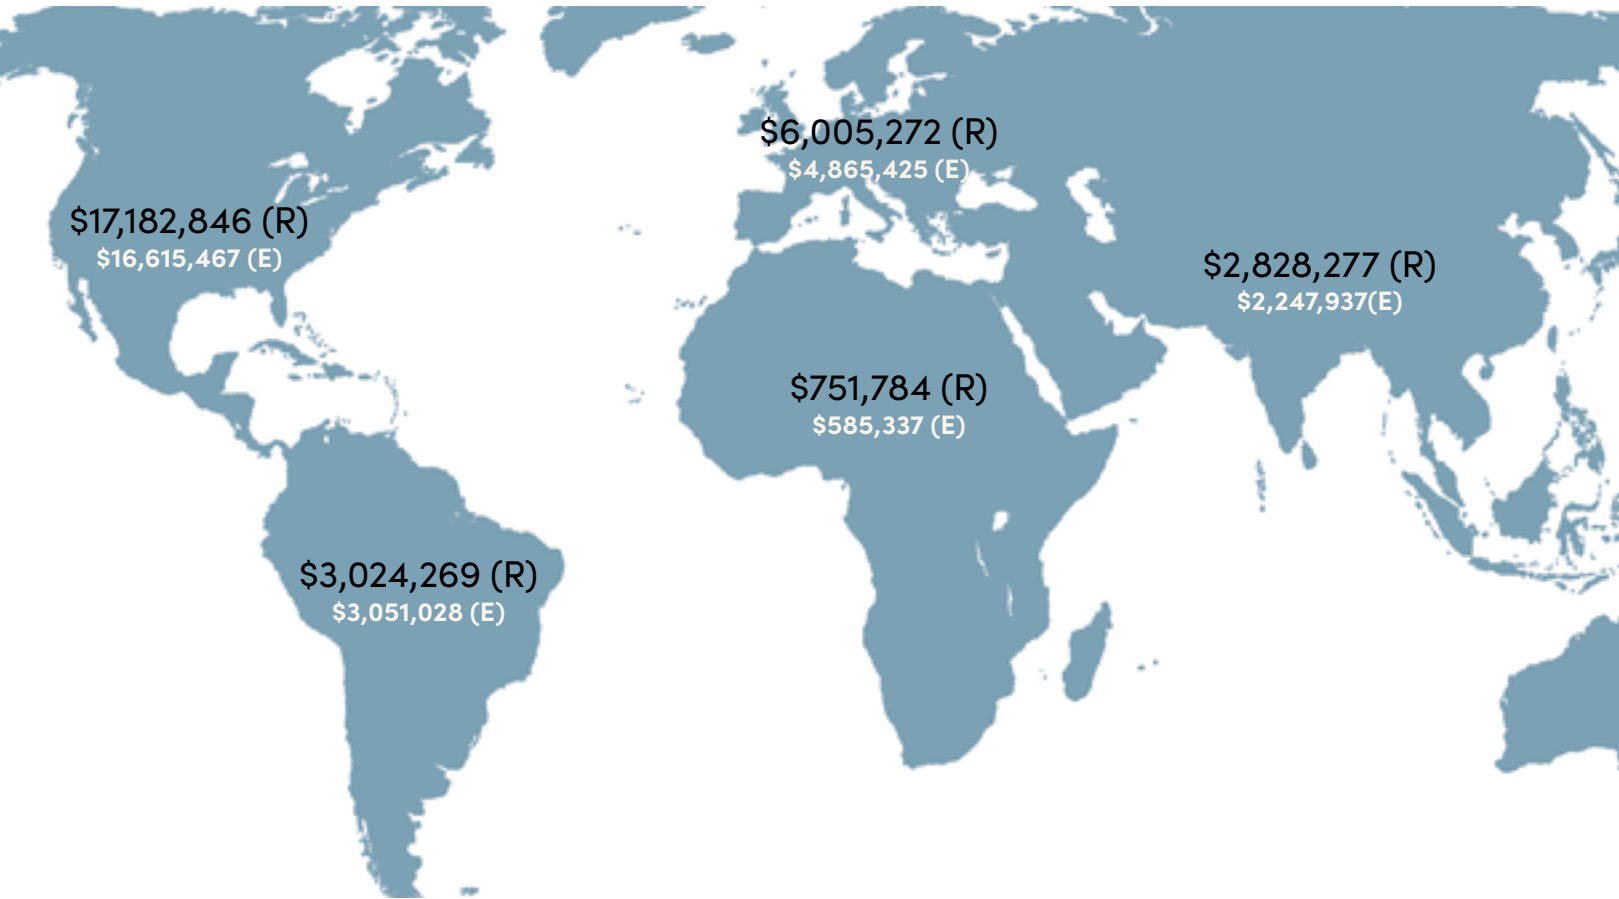 $6,005,272 (R)
$4,865,425 (E)
$17,182,846 (R)
$16,615,467 (E)
$2,828,277 (R)
$2,247,937(E)
$751,784 (R)
$585,337 (E)
$3,024,269 (R)
$3,051,028 (E)